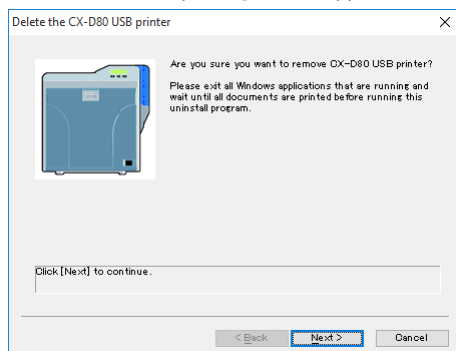 Delete the CX-D80 USB printer
Are you sure you want to remove CX-D80 USB printer?
Please exit all Windows applications that are running and
wait until all documents are printed before running this
uninstall program.
Click [Next] to continue.
< Back
Next >
Cancel